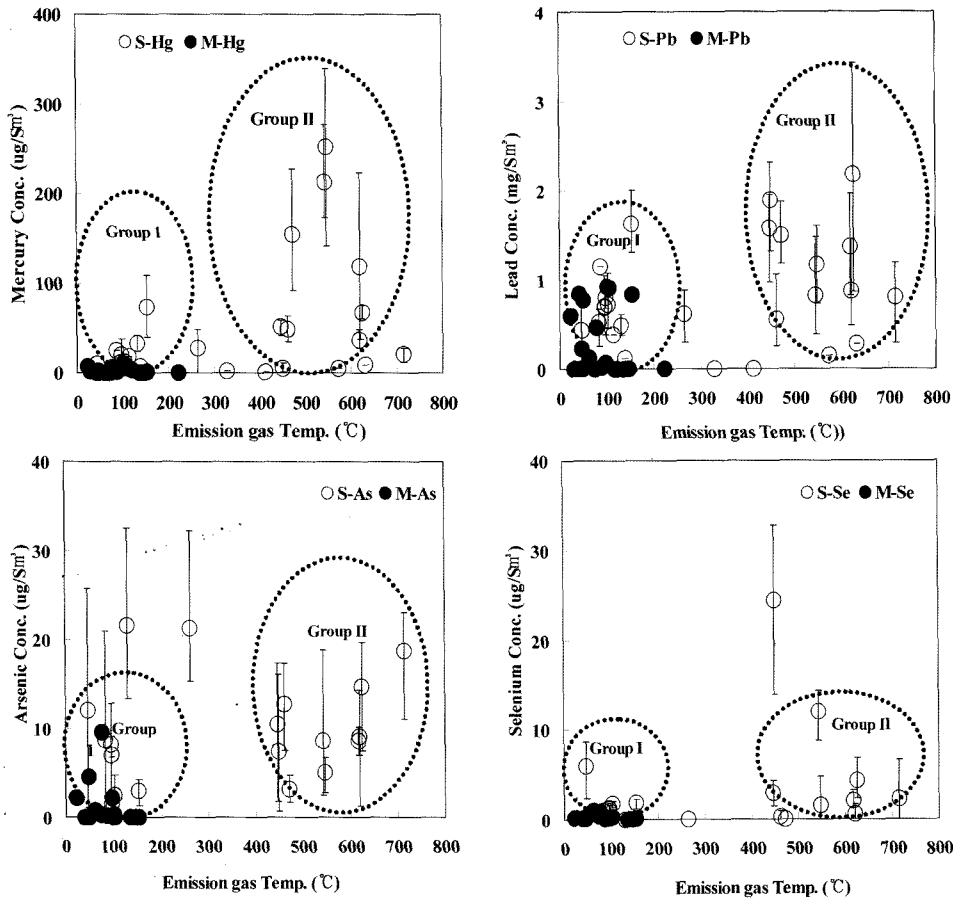 400
300
200
100
0
○ S-Hg ● M-Hg
Group I
Group II
0 100 200 300 400 500 600 700 800
Mercury Conc. (ug/Sm³)
Emission gas Temp. (℃)
4
3
2
1
0
○ S-Pb ● M-Pb
Group I
Group II
0 100 200 300 400 500 600 700 800
Lead Conc. (mg/Sm³)
Emission gas Temp. (℃))
40
30
20
10
0
○ S-As ● M-As
Group
Group II
0 100 200 300 400 500 600 700 800
Arsenic Conc. (ug/Sm³)
Emission gas Temp. (℃)
40
30
20
10
0
○ S-Se ● M-Se
Group I
Group II
0 100 200 300 400 500 600 700 800
Selenium Conc. (ug/Sm³)
Emission gas Temp. (℃)